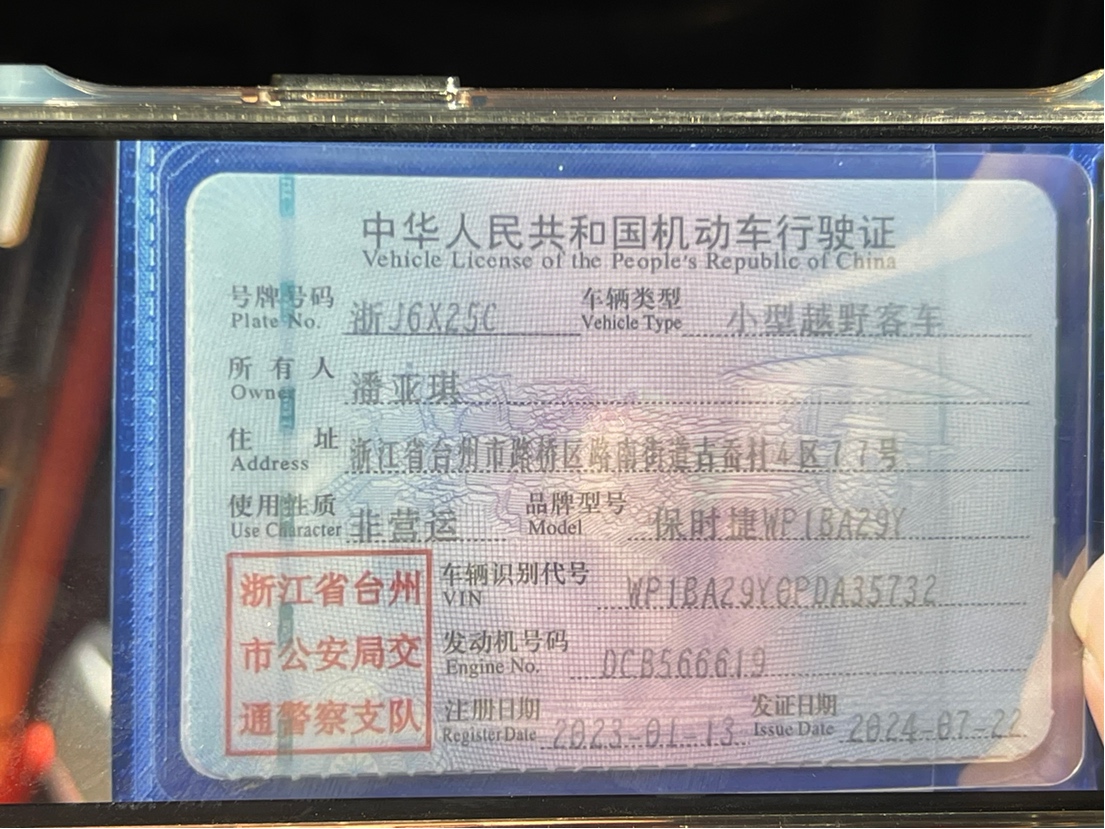 中华人民共和国机动车行驶证
Vehicle License of the People's Republic of China
号牌号码 浙J6X25C 车辆类型 小型越野客车
Plate No. Vehicle Type
所有人 潘亚琪
Owner
住址 浙江省台州市路桥区路南街道古岙村4区77号
Address
使用性质 非营运 品牌型号 保时捷WP1BA29Y
Use Character Model
浙江省台州
市公安局交
通警察支队
车辆识别代号 WP1BA29Y6PDA35732
VIN
发动机号码 DCB566619
Engine No.
注册日期 2023-01-13 发证日期 2024-07-22
Register Date Issue Date